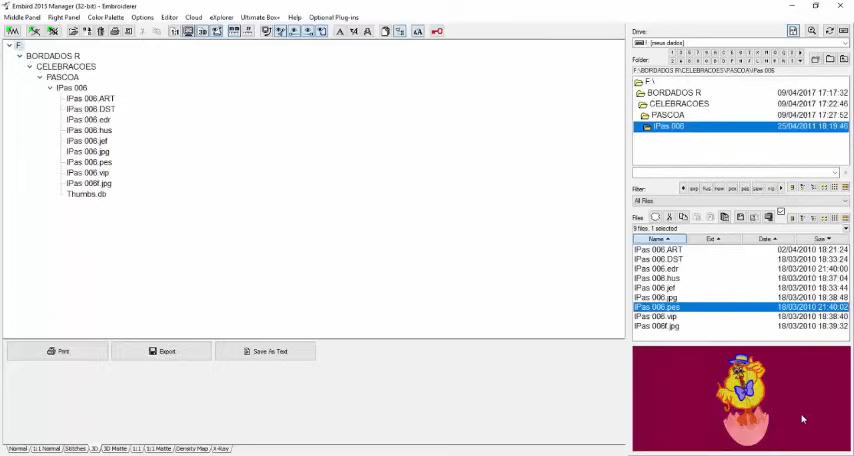 Embird 2015 Manager (32-bit) - Embroiderer
Middle Panel Right Panel Color Palette Options Editor Cloud eXplorer Ultimate Box+ Help Optional Plug-ins
F:
BORDADOS R
CELEBRACOES
PASCOA
IPas 006
IPas 006.ART
IPas 006.DST
IPas 006.edr
IPas 006.hus
IPas 006.jef
IPas 006.jpg
IPas 006.pes
IPas 006.vip
IPas 006f.jpg
Thumbs.db
Print Export Save As Text
Normal 1:1 Normal Stitches 3D 3D Matte 1:1 1:1 Matte Density Map X-Ray
Drive:
[meus dados]
Folder:
F:\BORDADOS R\CELEBRACOES\PASCOA\IPas 006
F:\
BORDADOS R 09/04/2017 17:17:32
CELEBRACOES 09/04/2017 17:22:46
PASCOA 09/04/2017 17:27:52
IPas 006 25/04/2011 18:19:46
Filter:
All Files
Files
9 files, 1 selected
Name Ext Date Size
IPas 006.ART 02/04/2010 18:21:24
IPas 006.DST 18/03/2010 18:33:24
IPas 006.edr 18/03/2010 21:40:00
IPas 006.hus 18/03/2010 18:37:04
IPas 006.jef 18/03/2010 18:33:44
IPas 006.jpg 18/03/2010 18:38:48
IPas 006.pes 18/03/2010 21:40:02
IPas 006.vip 18/03/2010 18:38:40
IPas 006f.jpg 18/03/2010 18:39:32